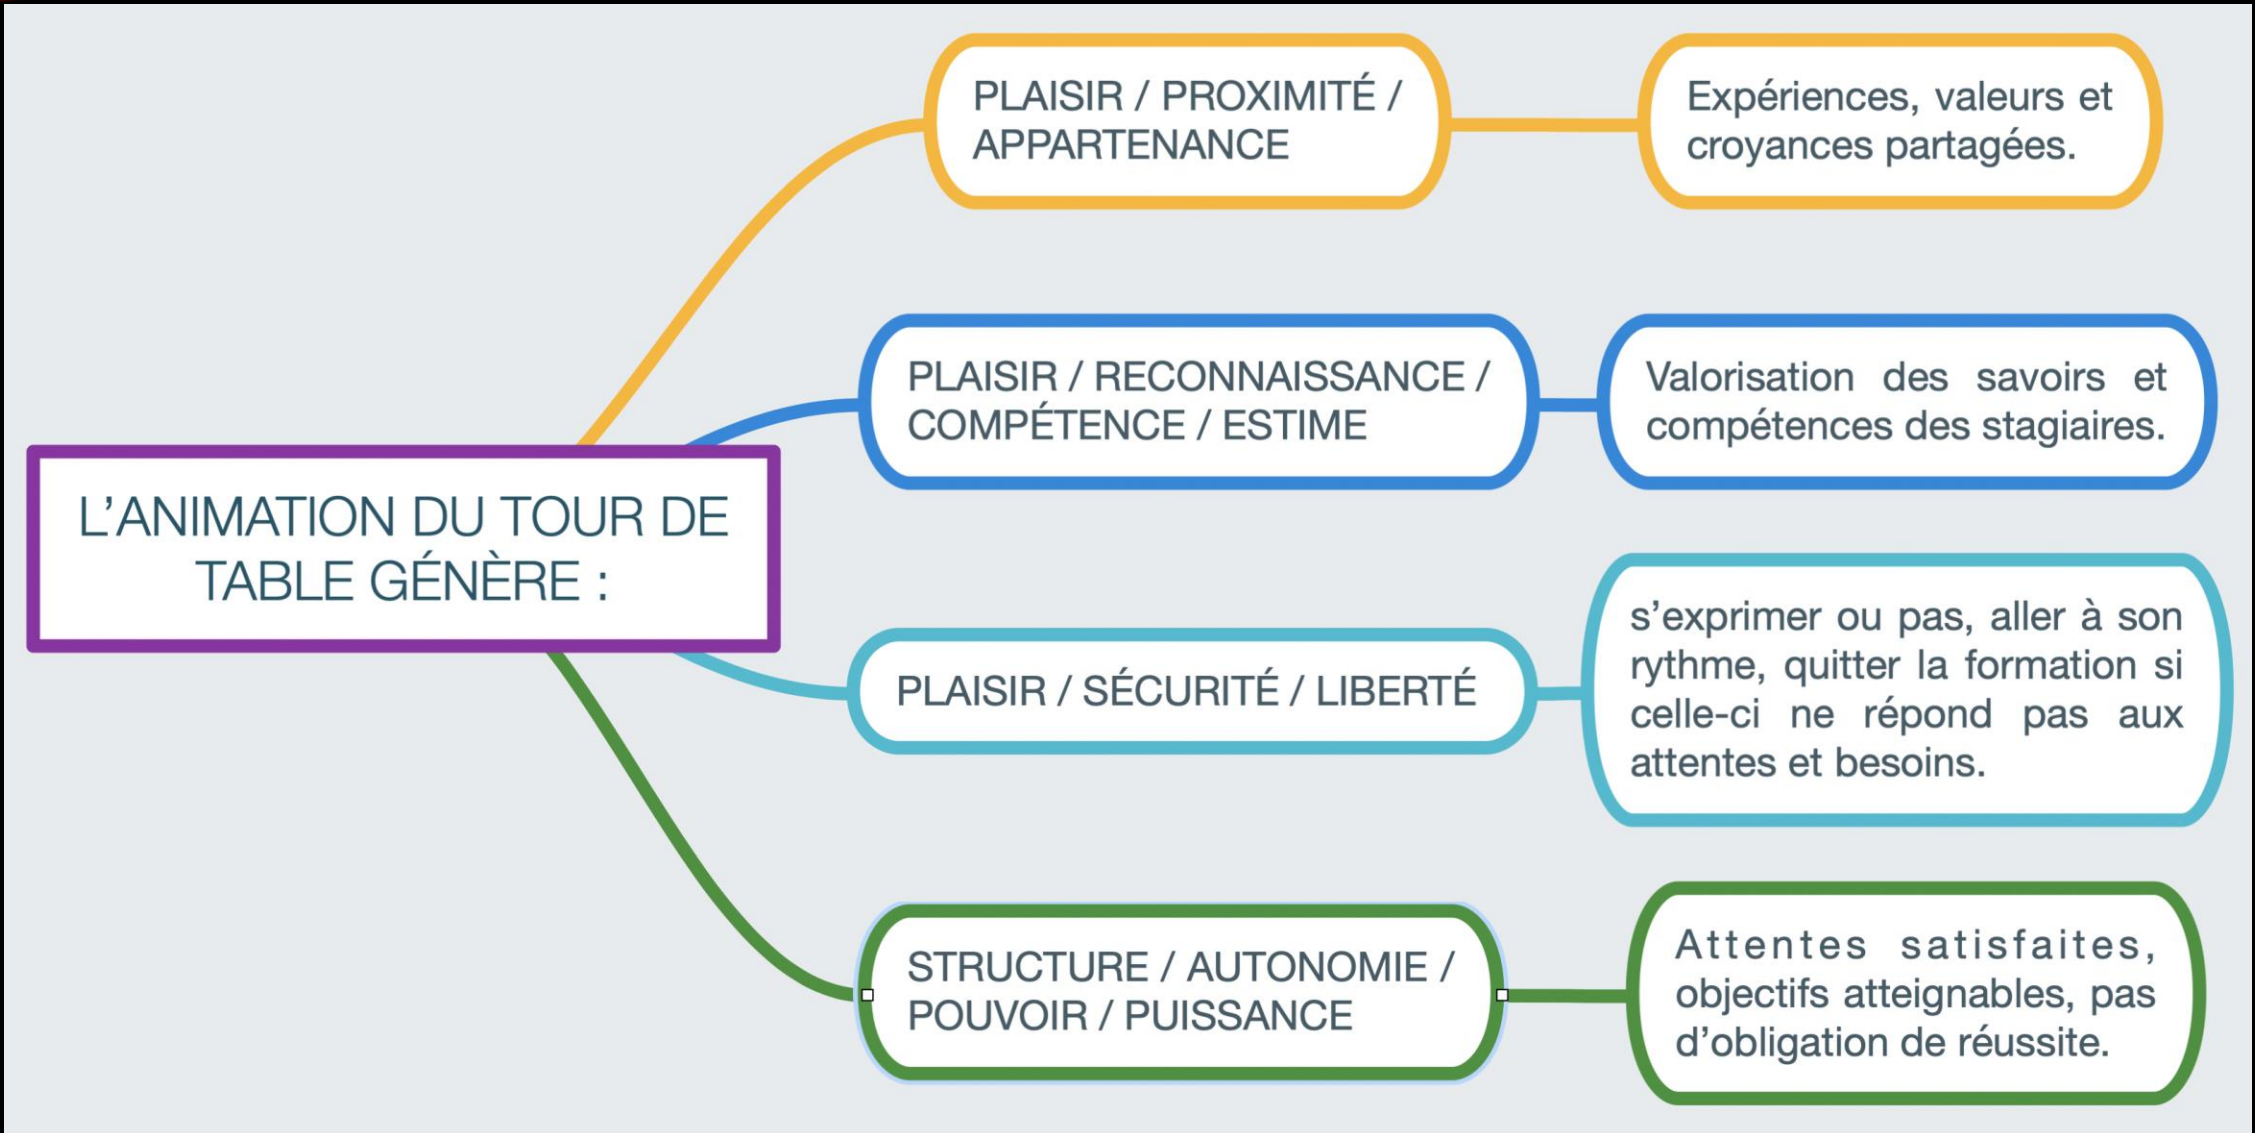 PLAISIR / PROXIMITÉ /
APPARTENANCE
Expériences, valeurs et
croyances partagées.
PLAISIR / RECONNAISSANCE /
COMPÉTENCE / ESTIME
Valorisation des savoirs et
compétences des stagiaires.
L’ANIMATION DU TOUR DE
TABLE GÉNÈRE :
PLAISIR / SÉCURITÉ / LIBERTÉ
s’exprimer ou pas, aller à son
rythme, quitter la formation si
celle-ci ne répond pas aux
attentes et besoins.
STRUCTURE / AUTONOMIE /
POUVOIR / PUISSANCE
Attentes satisfaites,
objectifs atteignables, pas
d’obligation de réussite.